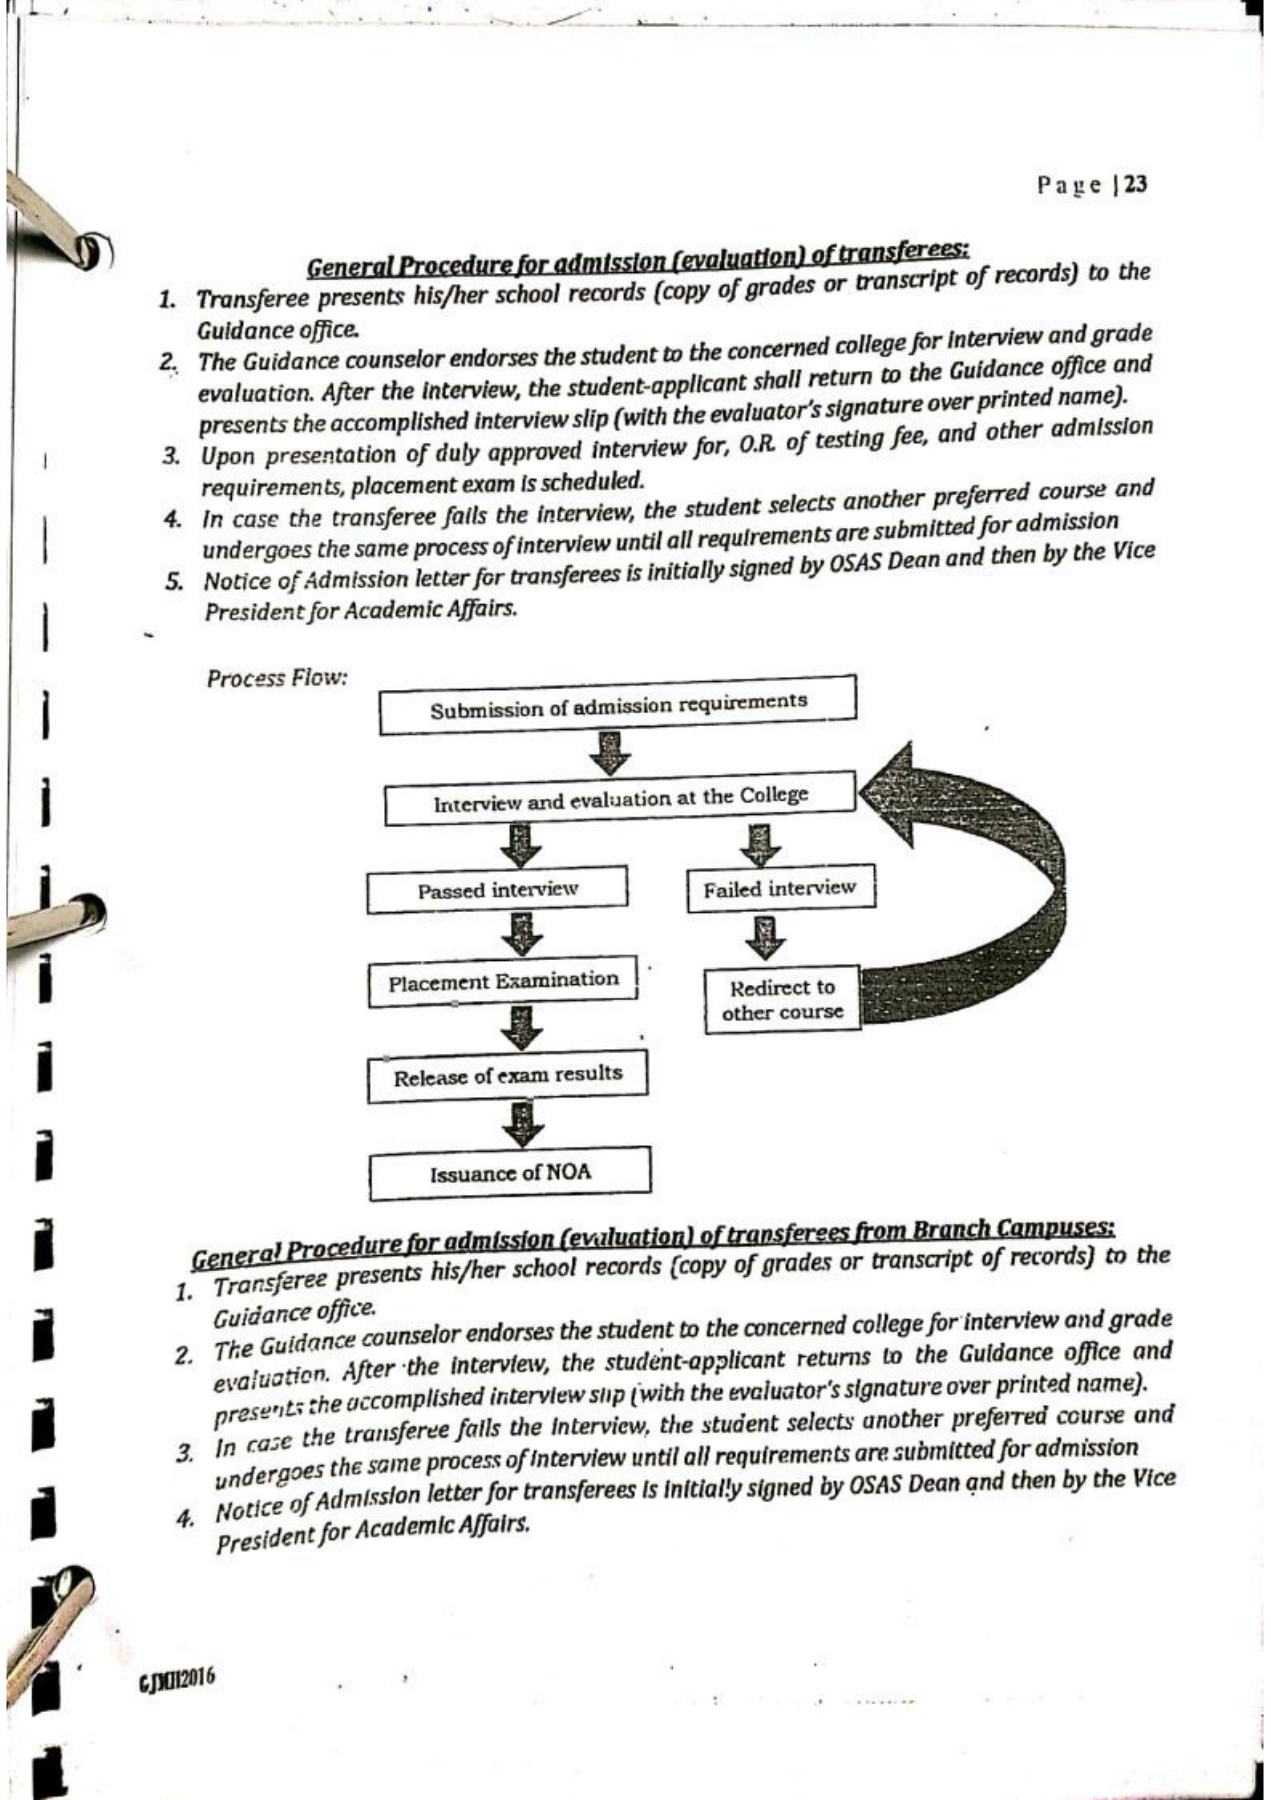 Page | 23
General Procedure for admission (evaluation) of transferees:
1. Transferee presents his/her school records (copy of grades or transcript of records) to the
Guidance office.
2. The Guidance counselor endorses the student to the concerned college for interview and grade
evaluation. After the interview, the student-applicant shall return to the Guidance office and
presents the accomplished interview slip (with the evaluator's signature over printed name).
3. Upon presentation of duly approved interview for, O.R. of testing fee, and other admission
requirements, placement exam is scheduled.
4. In case the transferee fails the interview, the student selects another preferred course and
undergoes the same process of interview until all requirements are submitted for admission
5. Notice of Admission letter for transferees is initially signed by OSAS Dean and then by the Vice
President for Academic Affairs.
Process Flow:
Submission of admission requirements
Interview and evaluation at the College
Passed interview
Failed interview
Placement Examination
Redirect to
other course
Release of exam results
Issuance of NOA
General Procedure for admission (evaluation) of transferees from Branch Campuses:
1. Transferee presents his/her school records (copy of grades or transcript of records) to the
Guidance office.
2. The Guidance counselor endorses the student to the concerned college for interview and grade
evaluation. After the interview, the student-applicant returns to the Guidance office and
presents the accomplished interview slip (with the evaluator's signature over printed name).
3. In case the transferee fails the interview, the student selects another preferred course and
undergoes the same process of interview until all requirements are submitted for admission
4. Notice of Admission letter for transferees is initially signed by OSAS Dean and then by the Vice
President for Academic Affairs.